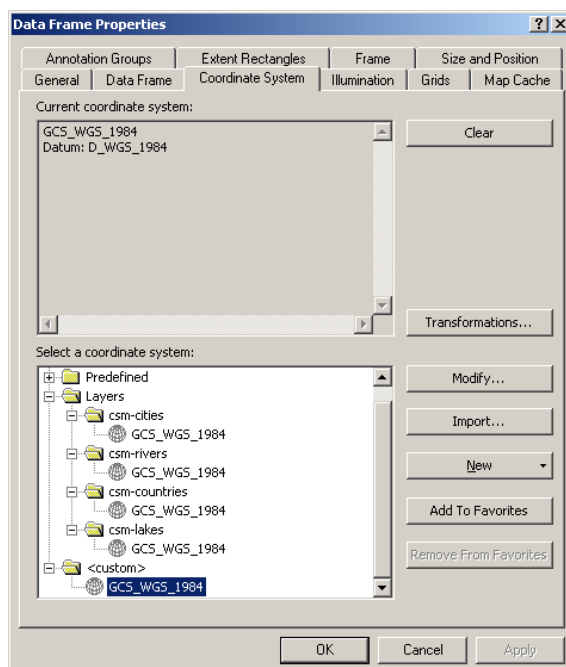 Data Frame Properties
Annotation Groups Extent Rectangles Frame Size and Position
General Data Frame Coordinate System Illumination Grids Map Cache
Current coordinate system:
GCS_WGS_1984
Datum: D_WGS_1984
Clear
Transformations...
Select a coordinate system:
Predefined
Layers
csm-cities
GCS_WGS_1984
csm-rivers
GCS_WGS_1984
csm-countries
GCS_WGS_1984
csm-lakes
GCS_WGS_1984
<custom>
GCS_WGS_1984
Modify...
Import...
New
Add To Favorites
Remove From Favorites
OK Cancel Apply